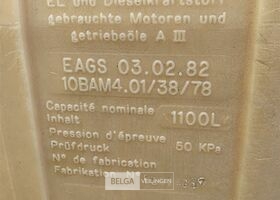 EL und Dieselkraftstoff
gebrauchte Motoren und
getriebeöle A III
EAGS 03.02.82
10BAM4.01/38/78
Capacité nominale
Inhalt 1100L
Pression d'épreuve
Prüfdruck 50 KPa
N° de fabrication
Fabrikation N°
BELGA VEILINGEN